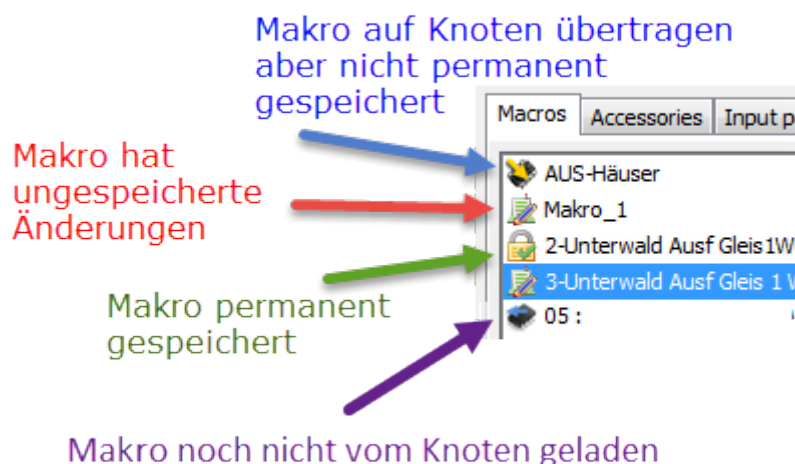 Makro auf Knoten übertragen
aber nicht permanent
gespeichert
Macros Accessories Input p
Makro hat
ungespeicherte
Änderungen
AUS-Häuser
Makro_1
2-Unterwald Ausf Gleis1W
3-Unterwald Ausf Gleis 1 W
05 :
Makro permanent
gespeichert
Makro noch nicht vom Knoten geladen